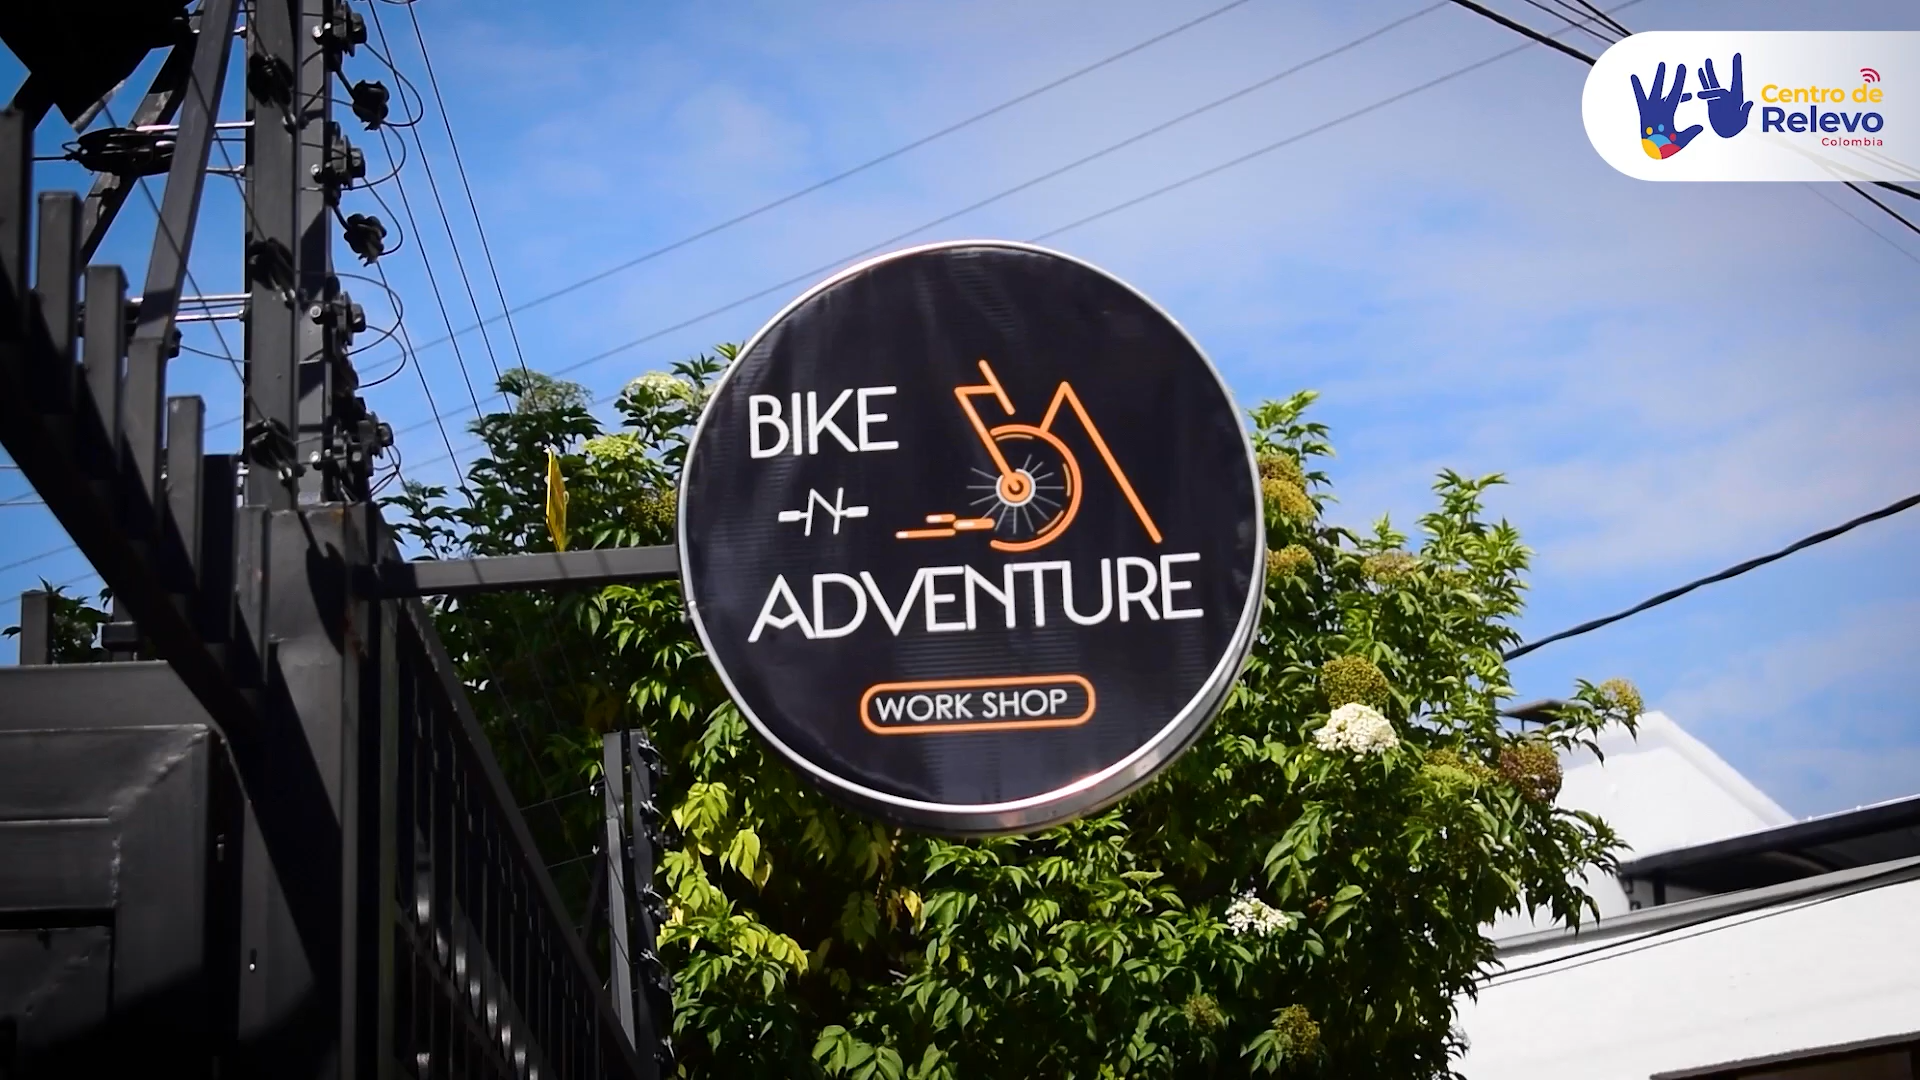 Centro de
Relevo
Colombia
BIKE
-N-
ADVENTURE
WORK SHOP